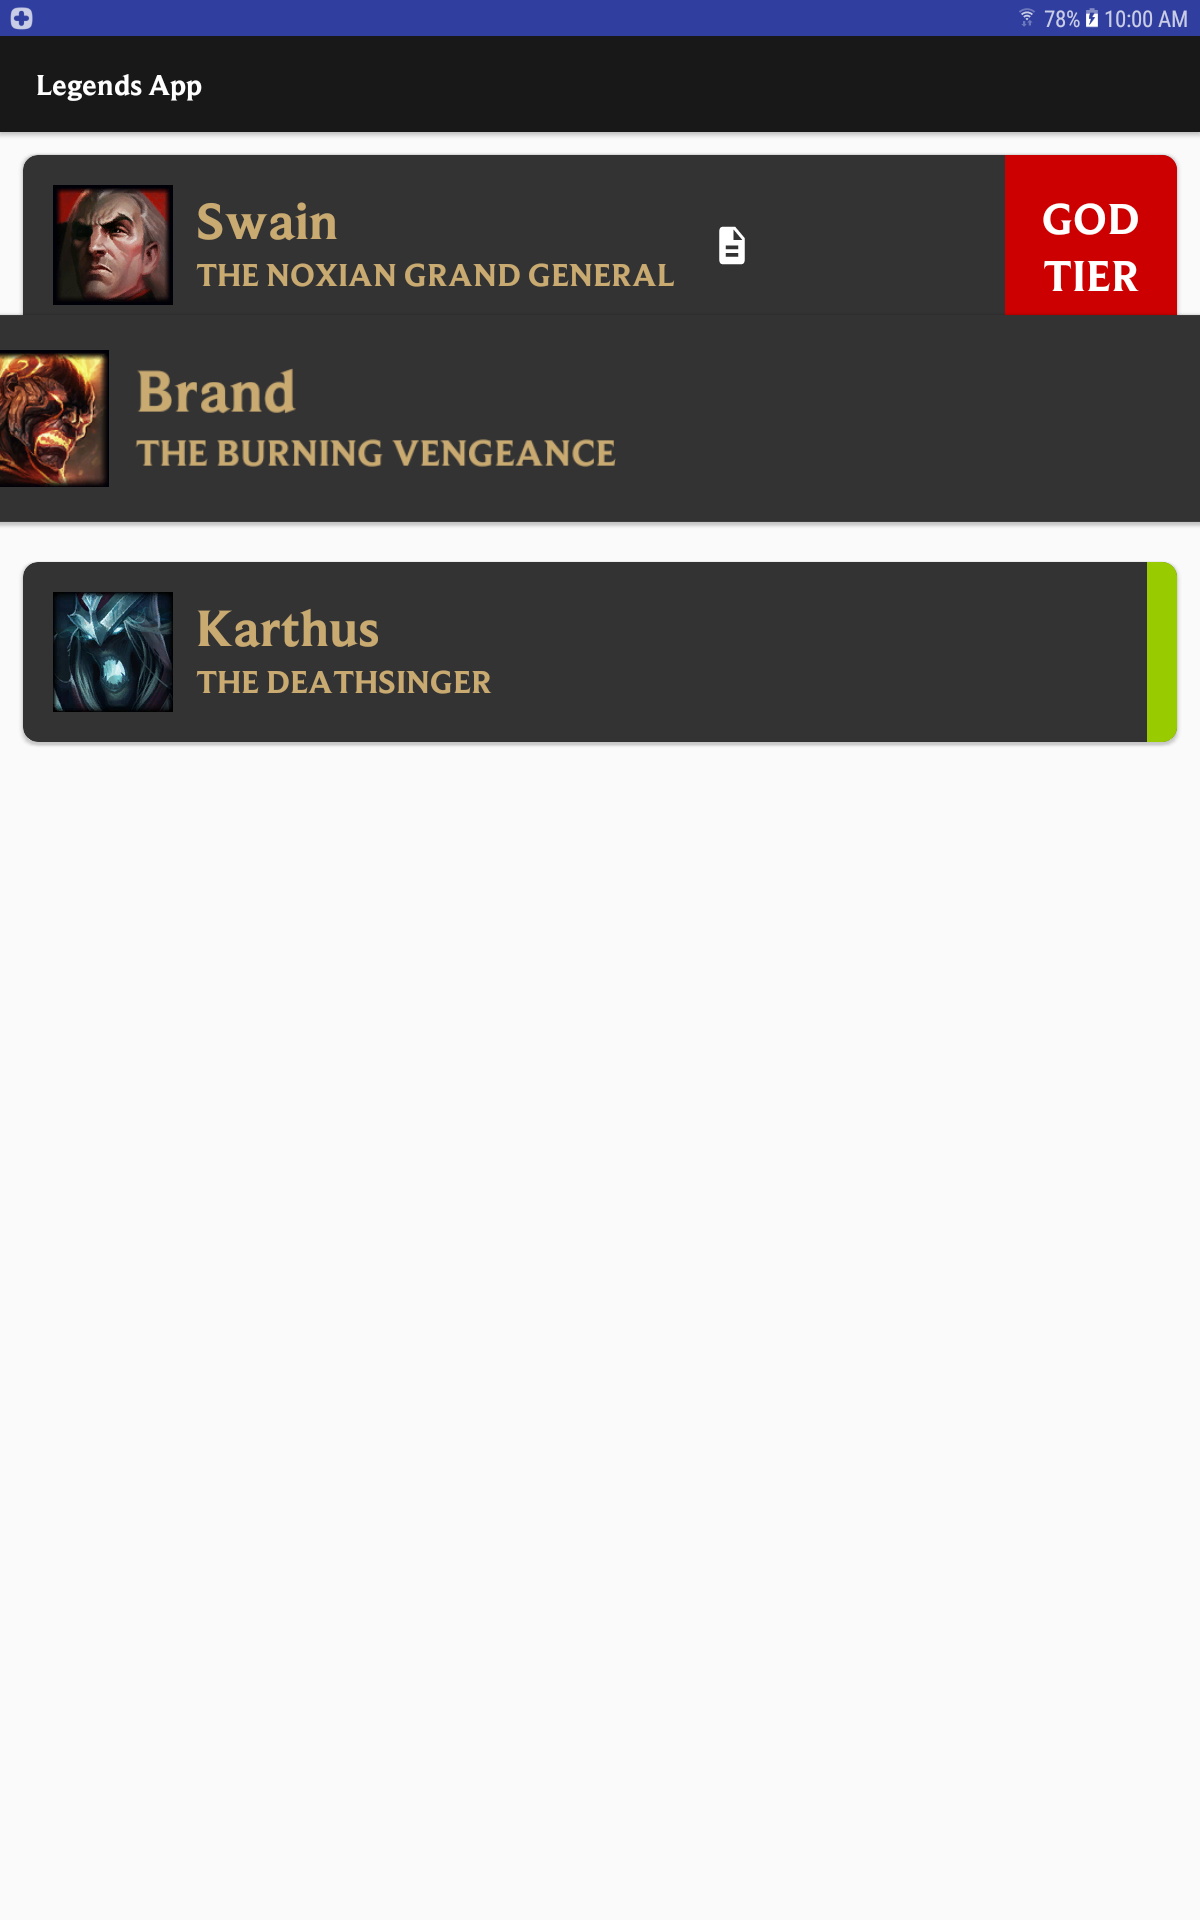 78% 10:00 AM
Legends App
Swain
THE NOXIAN GRAND GENERAL
GOD
TIER
Brand
THE BURNING VENGEANCE
Karthus
THE DEATHSINGER